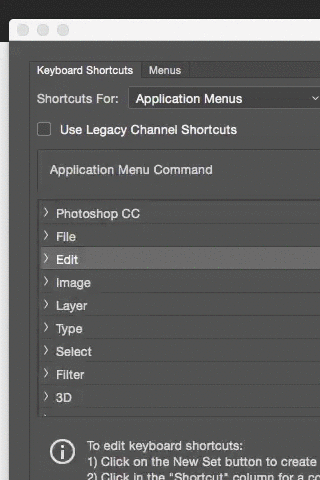 Keyboard Shortcuts Menus
Shortcuts For: Application Menus
Use Legacy Channel Shortcuts
Application Menu Command
Photoshop CC
File
Edit
Image
Layer
Type
Select
Filter
3D
To edit keyboard shortcuts:
1) Click on the New Set button to create
2) Click in the "Shortcut" column for a